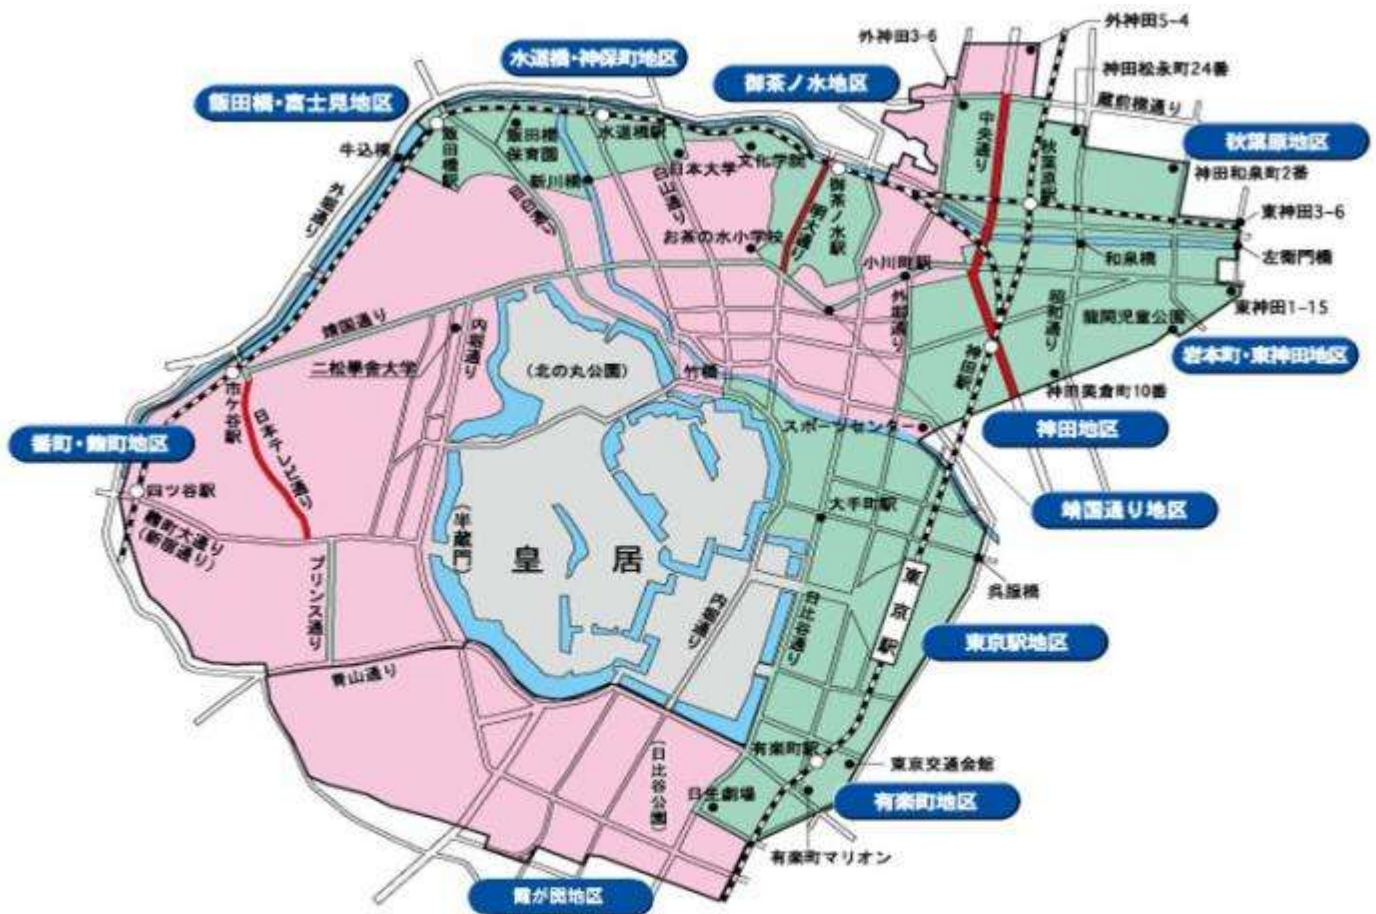 外神田5-4
外神田3-6
水道橋・神保町地区
御茶ノ水地区
神田松永町24番
飯田橋・富士見地区
蔵前橋通り
中央通り
秋葉原地区
飯田橋駅
飯田橋
保育園
水道橋駅
牛込橋
日本大学
文化学院
秋葉原駅
神田和泉町2番
新川橋
外堀通り
目白通り
白山通り
明大通り
御茶ノ水駅
東神田3-6
お茶の水小学校
小川町駅
和泉橋
左衛門橋
外堀通り
昭和通り
東神田1-15
靖国通り
内堀通り
龍閑児童公園
二松學舍大学
(北の丸公園)
竹橋
神田駅
岩本町・東神田地区
市ケ谷駅
神田美倉町10番
日本テレビ通り
スポーツセンター
神田地区
番町・麹町地区
四ツ谷駅
大手町駅
靖国通り地区
麹町大通り
(新宿通り)
(半蔵門)
皇居
プリンス通り
内堀通り
日比谷通り
東京駅
呉服橋
東京駅地区
青山通り
有楽町駅
(日比谷公園)
東京交通会館
日生劇場
有楽町地区
有楽町マリオン
霞が関地区